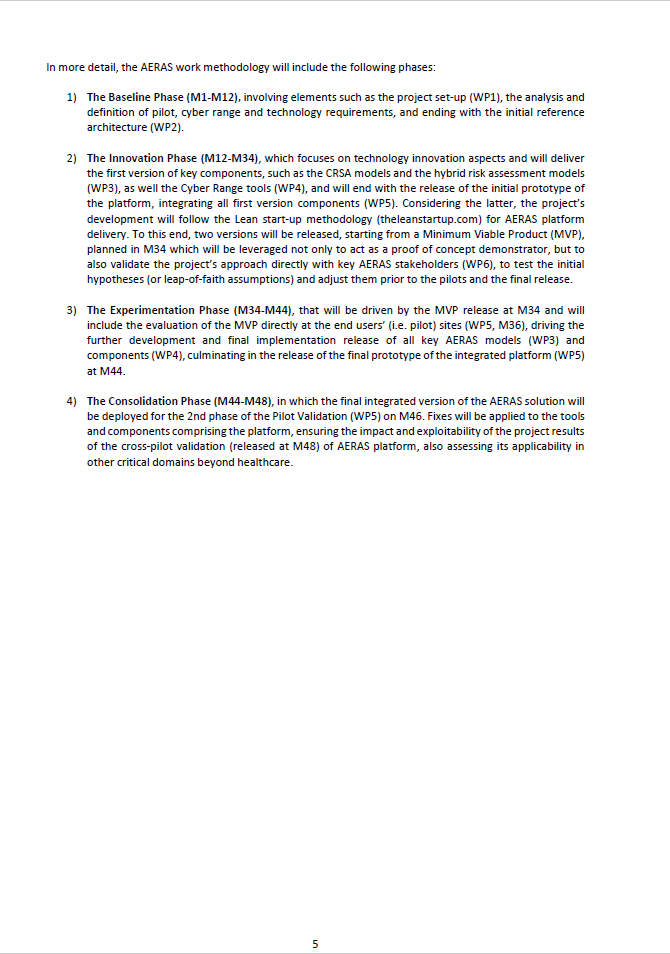 In more detail, the AERAS work methodology will include the following phases:
1) The Baseline Phase (M1-M12), involving elements such as the project set-up (WP1), the analysis and
definition of pilot, cyber range and technology requirements, and ending with the initial reference
architecture (WP2).
2) The Innovation Phase (M12-M34), which focuses on technology innovation aspects and will deliver
the first version of key components, such as the CRSA models and the hybrid risk assessment models
(WP3), as well the Cyber Range tools (WP4), and will end with the release of the initial prototype of
the platform, integrating all first version components (WP5). Considering the latter, the project's
development will follow the Lean start-up methodology (theleanstartup.com) for AERAS platform
delivery. To this end, two versions will be released, starting from a Minimum Viable Product (MVP),
planned in M34 which will be leveraged not only to act as a proof of concept demonstrator, but to
also validate the project's approach directly with key AERAS stakeholders (WP6), to test the initial
hypotheses (or leap-of-faith assumptions) and adjust them prior to the pilots and the final release.
3) The Experimentation Phase (M34-M44), that will be driven by the MVP release at M34 and will
include the evaluation of the MVP directly at the end users' (i.e. pilot) sites (WP5, M36), driving the
further development and final implementation release of all key AERAS models (WP3) and
components (WP4), culminating in the release of the final prototype of the integrated platform (WP5)
at M44.
4) The Consolidation Phase (M44-M48), in which the final integrated version of the AERAS solution will
be deployed for the 2nd phase of the Pilot Validation (WP5) on M46. Fixes will be applied to the tools
and components comprising the platform, ensuring the impact and exploitability of the project results
of the cross-pilot validation (released at M48) of AERAS platform, also assessing its applicability in
other critical domains beyond healthcare.
5